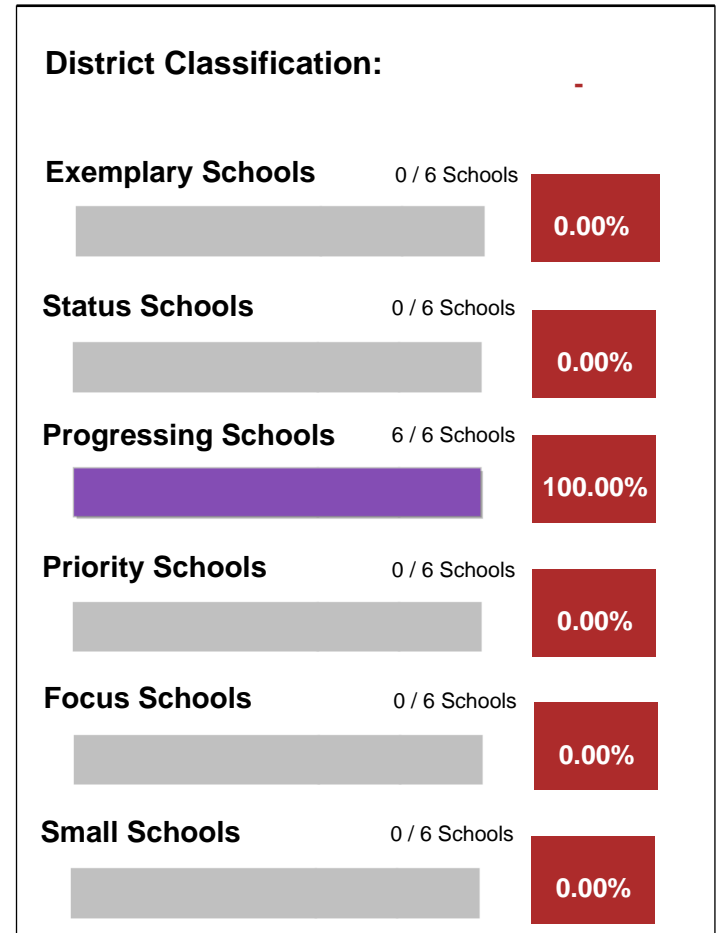 District Classification: -
Exemplary Schools 0 / 6 Schools
0.00%
Status Schools 0 / 6 Schools
0.00%
Progressing Schools 6 / 6 Schools
100.00%
Priority Schools 0 / 6 Schools
0.00%
Focus Schools 0 / 6 Schools
0.00%
Small Schools 0 / 6 Schools
0.00%